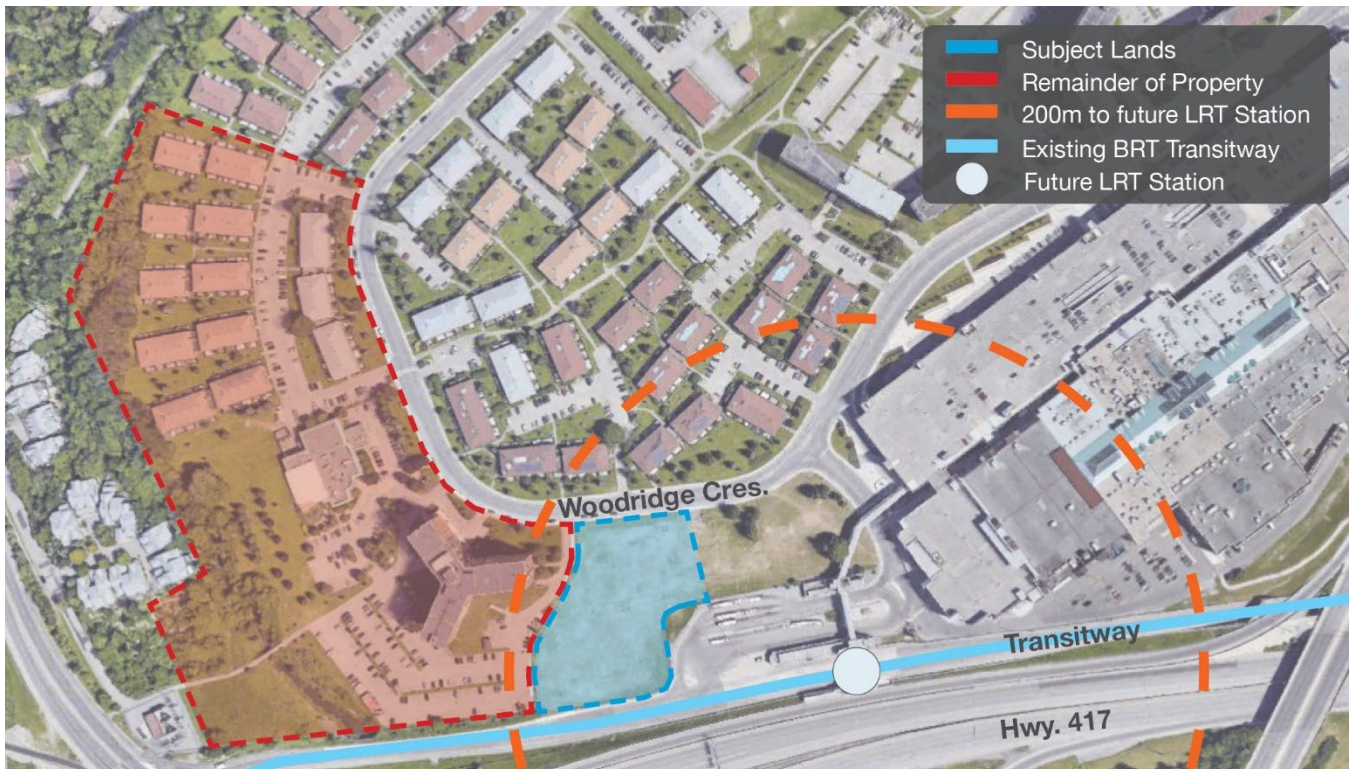 Subject Lands
Remainder of Property
200m to future LRT Station
Existing BRT Transitway
Future LRT Station
Woodridge Cres.
Transitway
Hwy. 417